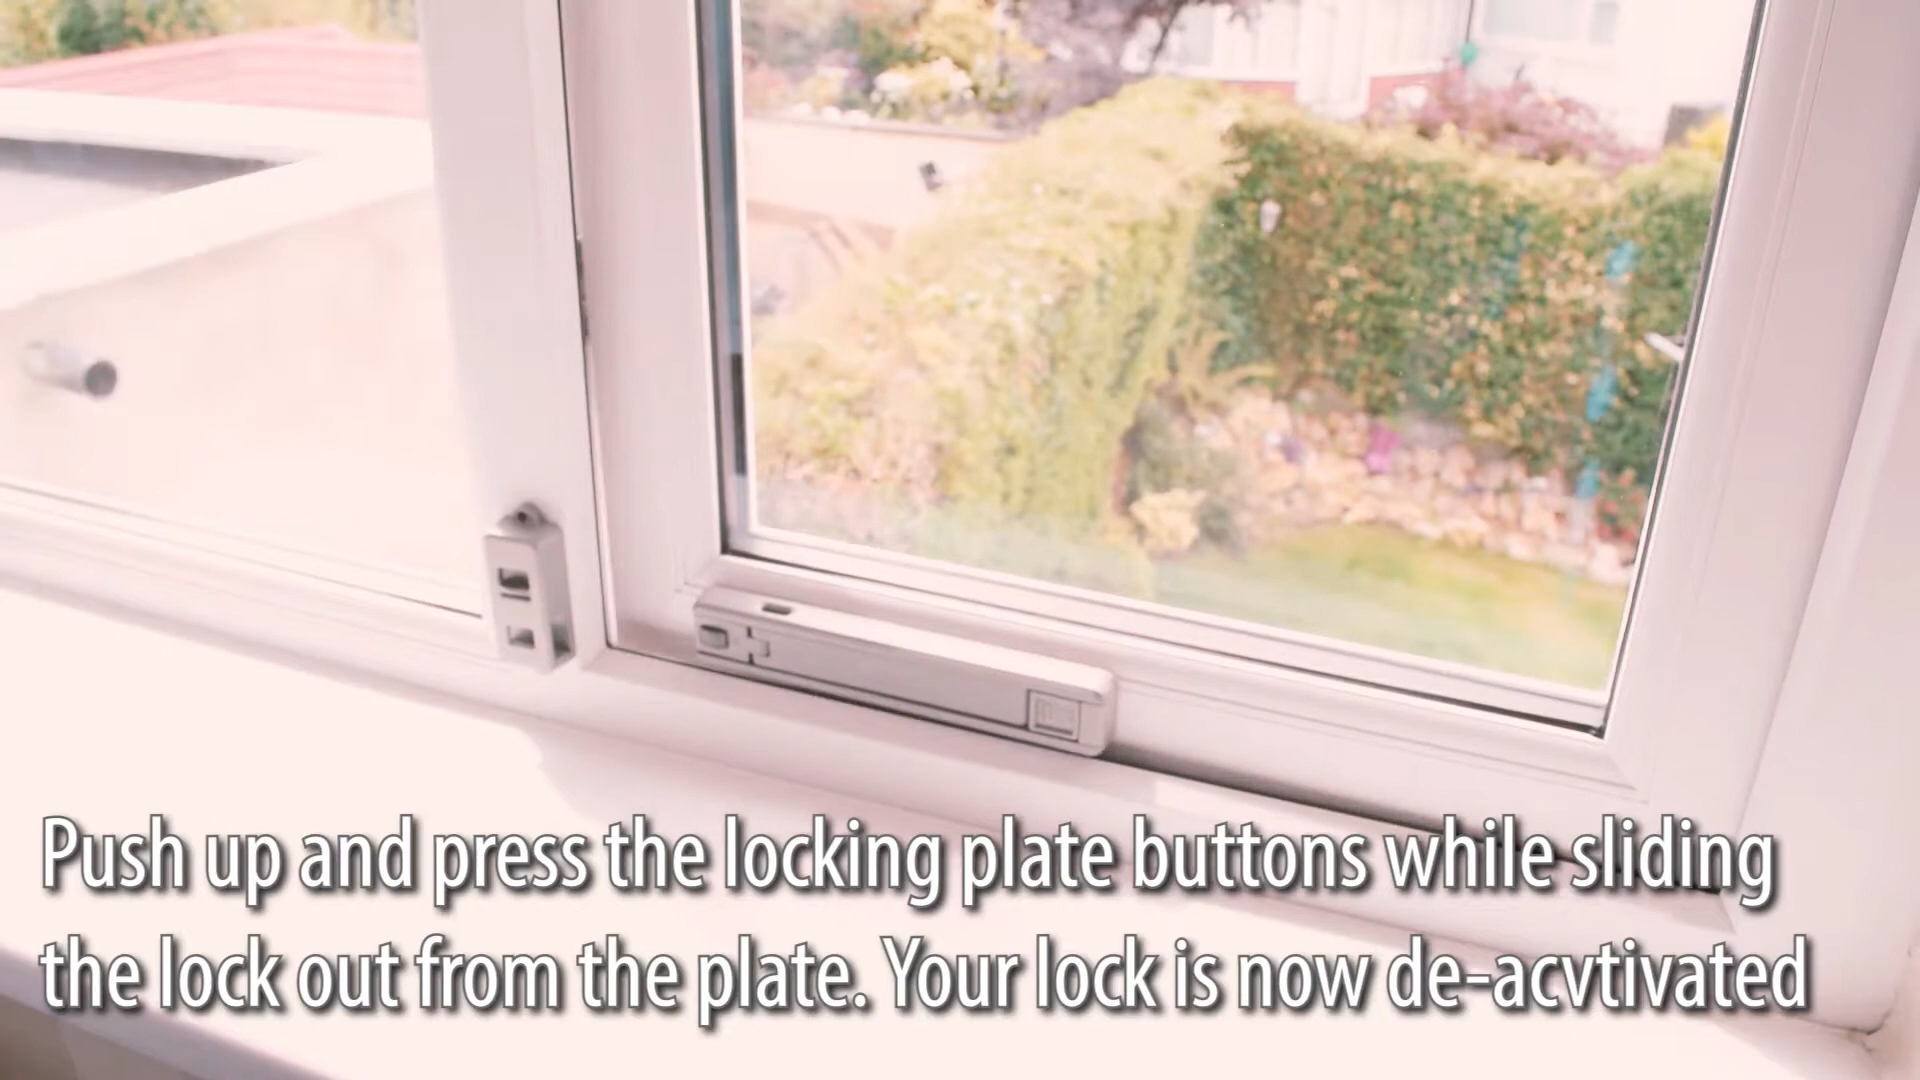 Push up and press the locking plate buttons while sliding
the lock out from the plate. Your lock is now de-acvtivated